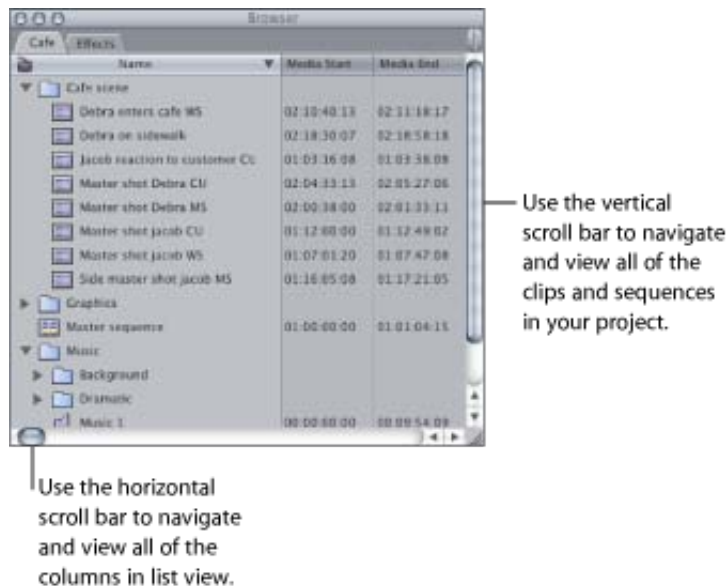 Browser
Cafe Effects
Name Media Start Media End
Cafe scene
Debra enters cafe WS 02:10:40:13 02:11:18:17
Debra on sidewalk 02:18:30:07 02:18:58:18
Jacob reaction to customer CU 01:03:16:08 01:03:38:08
Master shot Debra CU 02:04:33:13 02:05:27:06
Master shot Debra MS 02:00:38:00 02:01:33:13
Master shot jacob CU 01:12:00:00 01:12:49:02
Master shot jacob WS 01:07:01:20 01:07:47:08
Side master shot jacob MS 01:16:05:08 01:17:21:05
Graphics
Master sequence 01:00:00:00 01:01:04:15
Music
Background
Dramatic
Music 1 00:00:00:00 00:09:54:09
Use the vertical
scroll bar to navigate
and view all of the
clips and sequences
in your project.
Use the horizontal
scroll bar to navigate
and view all of the
columns in list view.